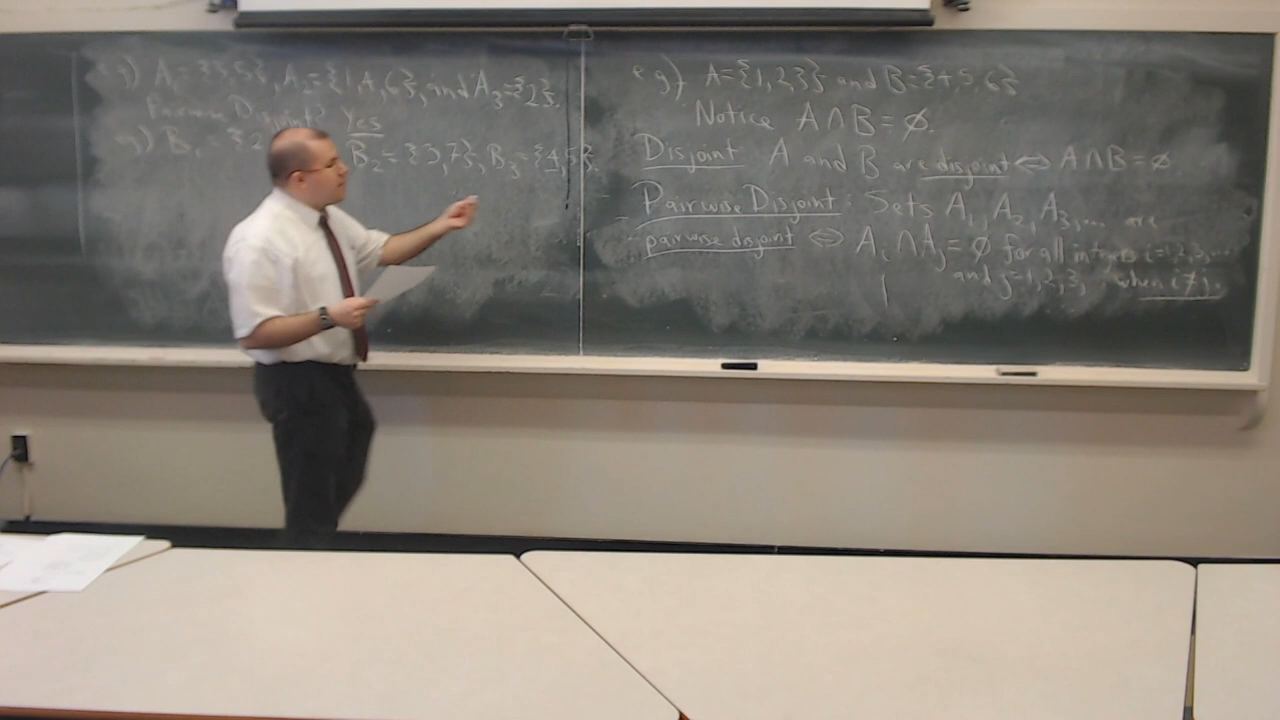 e.g) A₁={3,5}, A₂={1,4,6}, and A₃={2}.
Pairwise Disjoint? Yes
B₁={2 B₂={3,7}, B₃={4,5}.
e.g) A={1,2,3} and B={4,5,6}
Notice A∩B=∅.
Disjoint: A and B are disjoint ⇔ A∩B=∅.
Pairwise Disjoint: Sets A₁, A₂, A₃,... are
pairwise disjoint ⇔ Aᵢ∩Aⱼ=∅ for all i=1,2,3,...
and j=1,2,3, when i≠j.